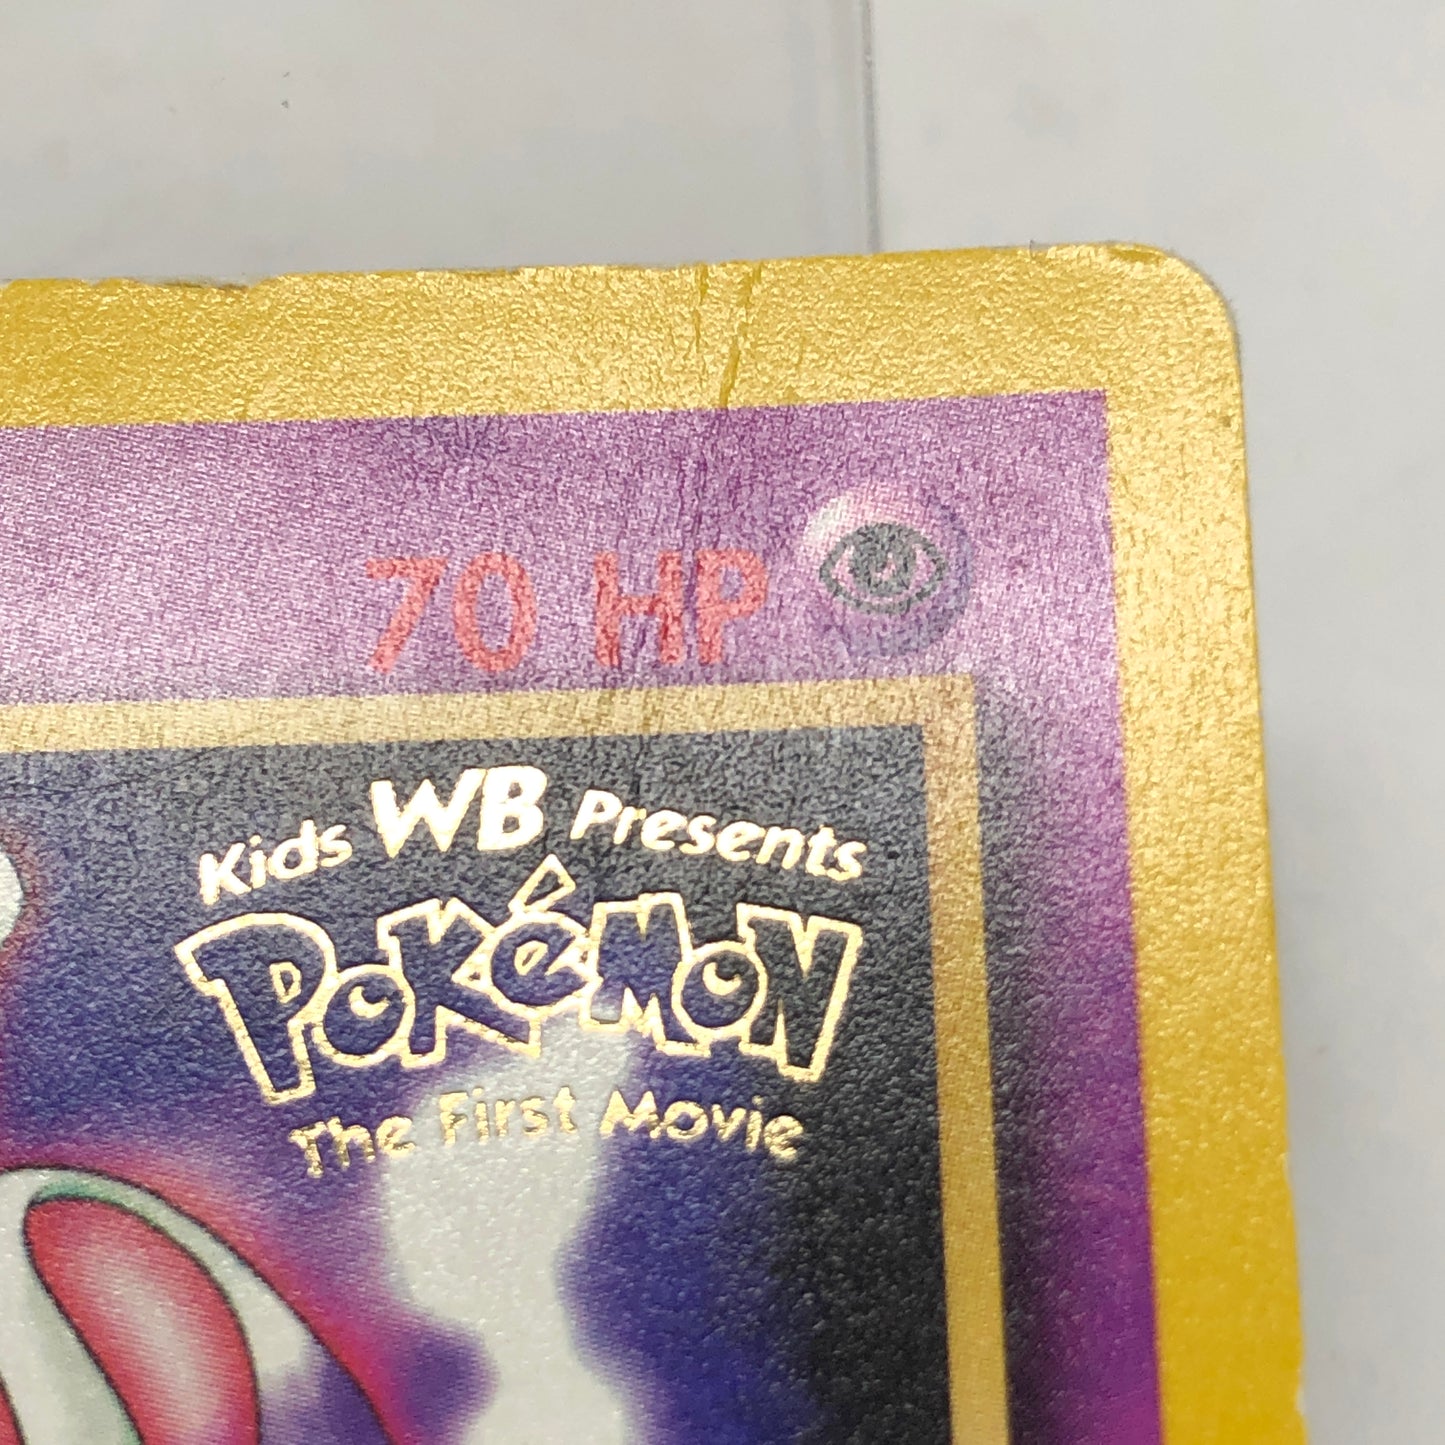 70 HP
Kids WB Presents
POKéMON
The First Movie